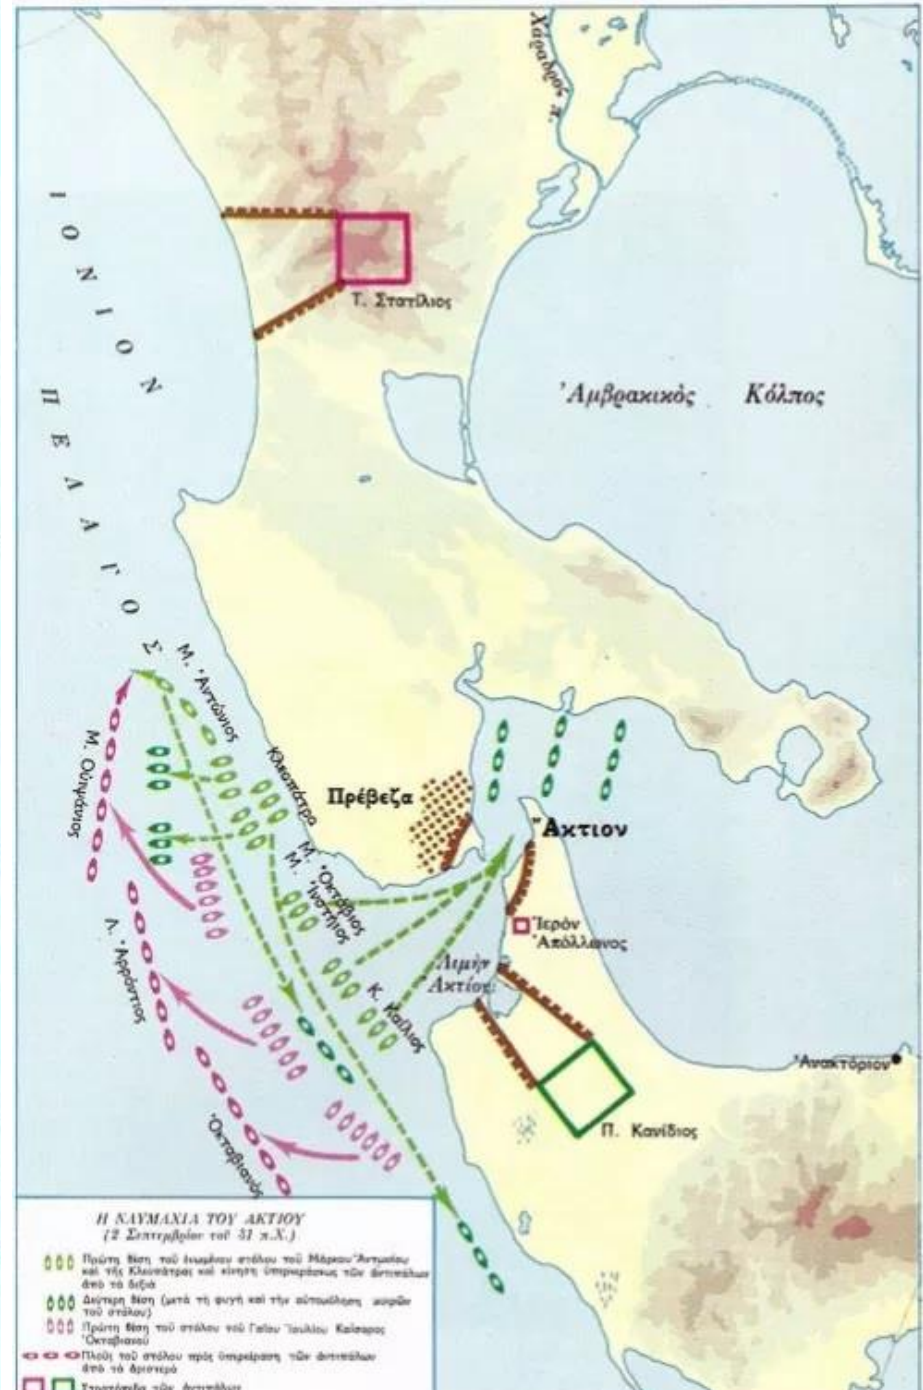 Χάραδρος π.
ΙΟΝΙΟΝ
ΠΕΛΑΓΟΣ
Τ. Στατίλιος
Ἀμβρακικὸς Κόλπος
Μ. Ἀντώνιος
Κλεοπάτρα
Μ. Οὐιψάνιος
Πρέβεζα
Ἄκτιον
Μ. Ὀκτάβιος
Μ. Ἰνστήιος
Ἱερὸν
Ἀπόλλωνος
Λιμὴν
Ἀκτίου
Λ. Ἀρρόντιος
Κ. Καίλιος
Ἀνακτόριον
Π. Κανίδιος
Ὀκταβιανὸς
Η ΝΑΥΜΑΧΙΑ ΤΟΥ ΑΚΤΙΟΥ
(2 Σεπτεμβρίου τοῦ 31 π.Χ.)
Πρώτη θέση τοῦ ἑνωμένου στόλου τοῦ Μάρκου Ἀντωνίου
καὶ τῆς Κλεοπάτρας καὶ κίνηση ὑπερκεράσεως τῶν ἀντιπάλων
ἀπὸ τὰ δεξιά
Δεύτερη θέση (μετὰ τὴ φυγὴ καὶ τὴν αὐτομόληση μοιρῶν
τοῦ στόλου)
Πρώτη θέση τοῦ στόλου τοῦ Γαΐου Ἰουλίου Καίσαρος
Ὀκταβιανοῦ
Πλοῦς τοῦ στόλου πρὸς ὑπερκέραση τῶν ἀντιπάλων
ἀπὸ τὰ ἀριστερά
Στρατόπεδα τῶν ἀντιπάλων